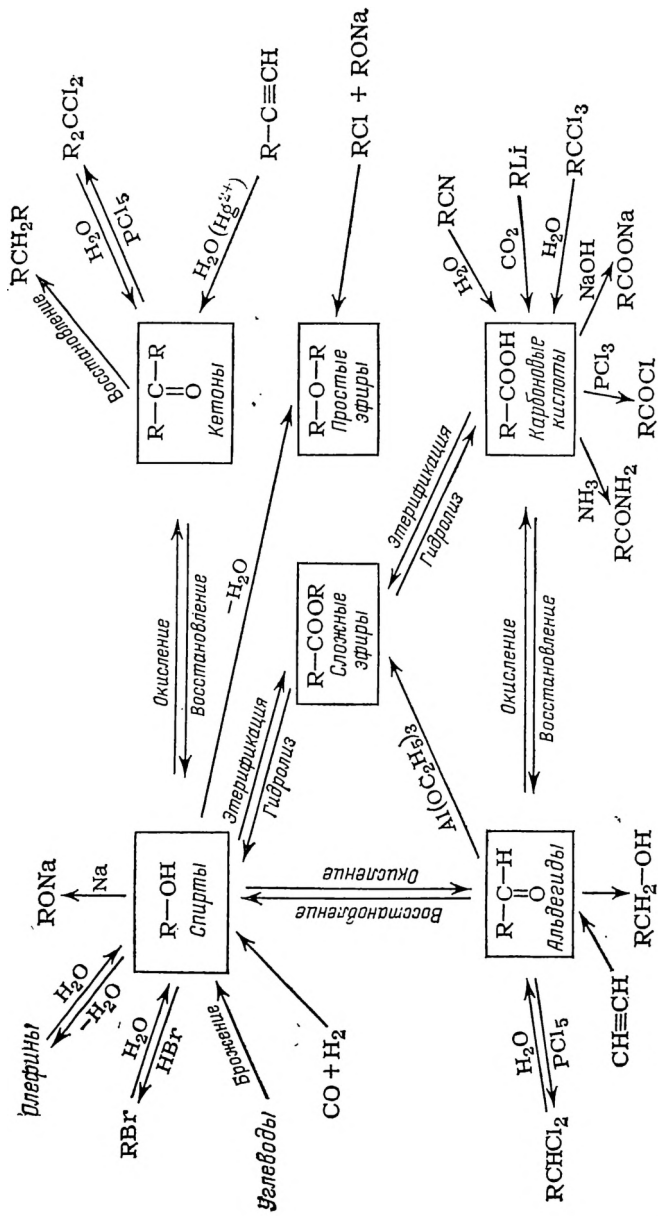 Олефины
H₂O
−H₂O
RONa
Na
RBr
H₂O
HBr
R—OH
Спирты
Углеводы
Брожение
CO + H₂
Окисление
Восстановление
Восстановление
RCH₂R
H₂O
PCl₅
R₂CCl₂
R—C—R
O
Кетоны
H₂O (Hg²⁺)
R—C≡CH
−H₂O
R—O—R
Простые
эфиры
RCl + RONa
Этерификация
Гидролиз
R—COOR
Сложные
эфиры
Этерификация
Гидролиз
Восстановление
Окисление
Al(OC₂H₅)₃
RCHCl₂
H₂O
PCl₅
R—C—H
O
Альдегиды
CH≡CH
RCH₂—OH
Окисление
Восстановление
R—COOH
Карбоновые
кислоты
H₂O
RCN
CO₂
RLi
H₂O
RCCl₃
NH₃
RCONH₂
PCl₃
RCOCl
NaOH
RCOONa